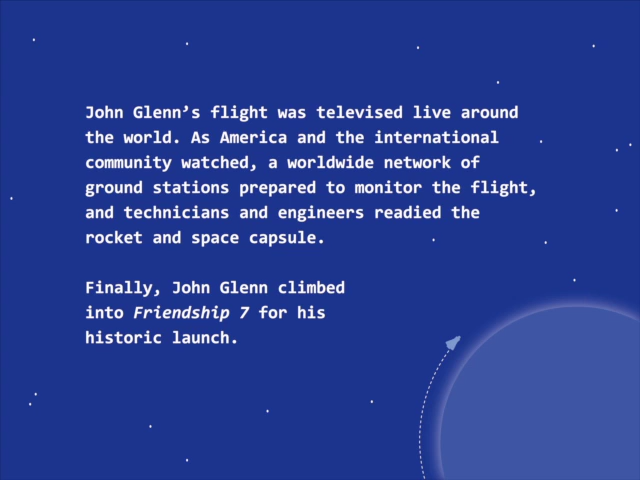 John Glenn’s flight was televised live around
the world. As America and the international
community watched, a worldwide network of
ground stations prepared to monitor the flight,
and technicians and engineers readied the
rocket and space capsule.
Finally, John Glenn climbed
into Friendship 7 for his
historic launch.